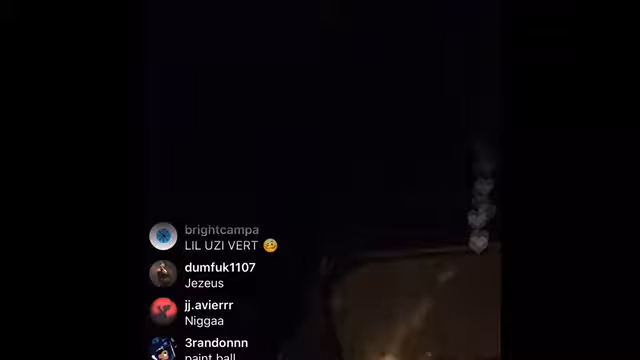 brightcampa
LIL UZI VERT 🤕
dumfuk1107
Jezeus
jj.avierrr
Niggaa
3randonnn
paint ball